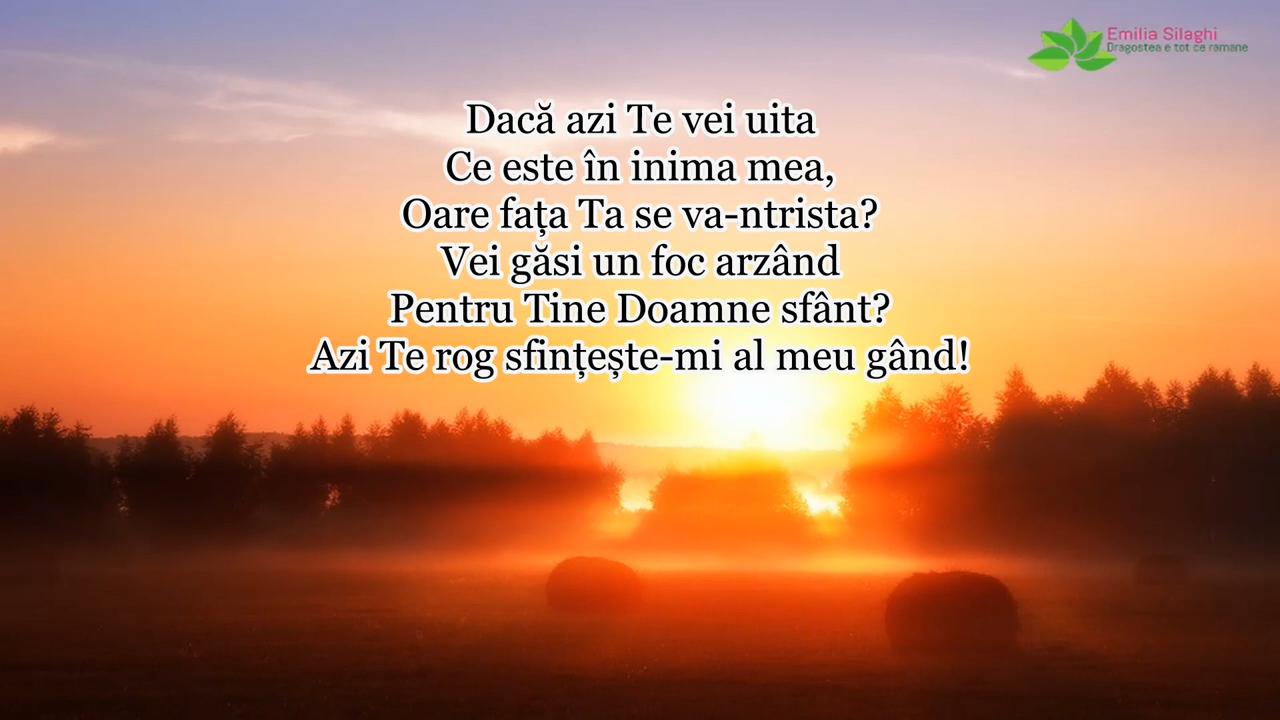 Emilia Silaghi
Dragostea e tot ce ramane
Dacă azi Te vei uita
Ce este în inima mea,
Oare fața Ta se va-ntrista?
Vei găsi un foc arzând
Pentru Tine Doamne sfânt?
Azi Te rog sfințește-mi al meu gând!